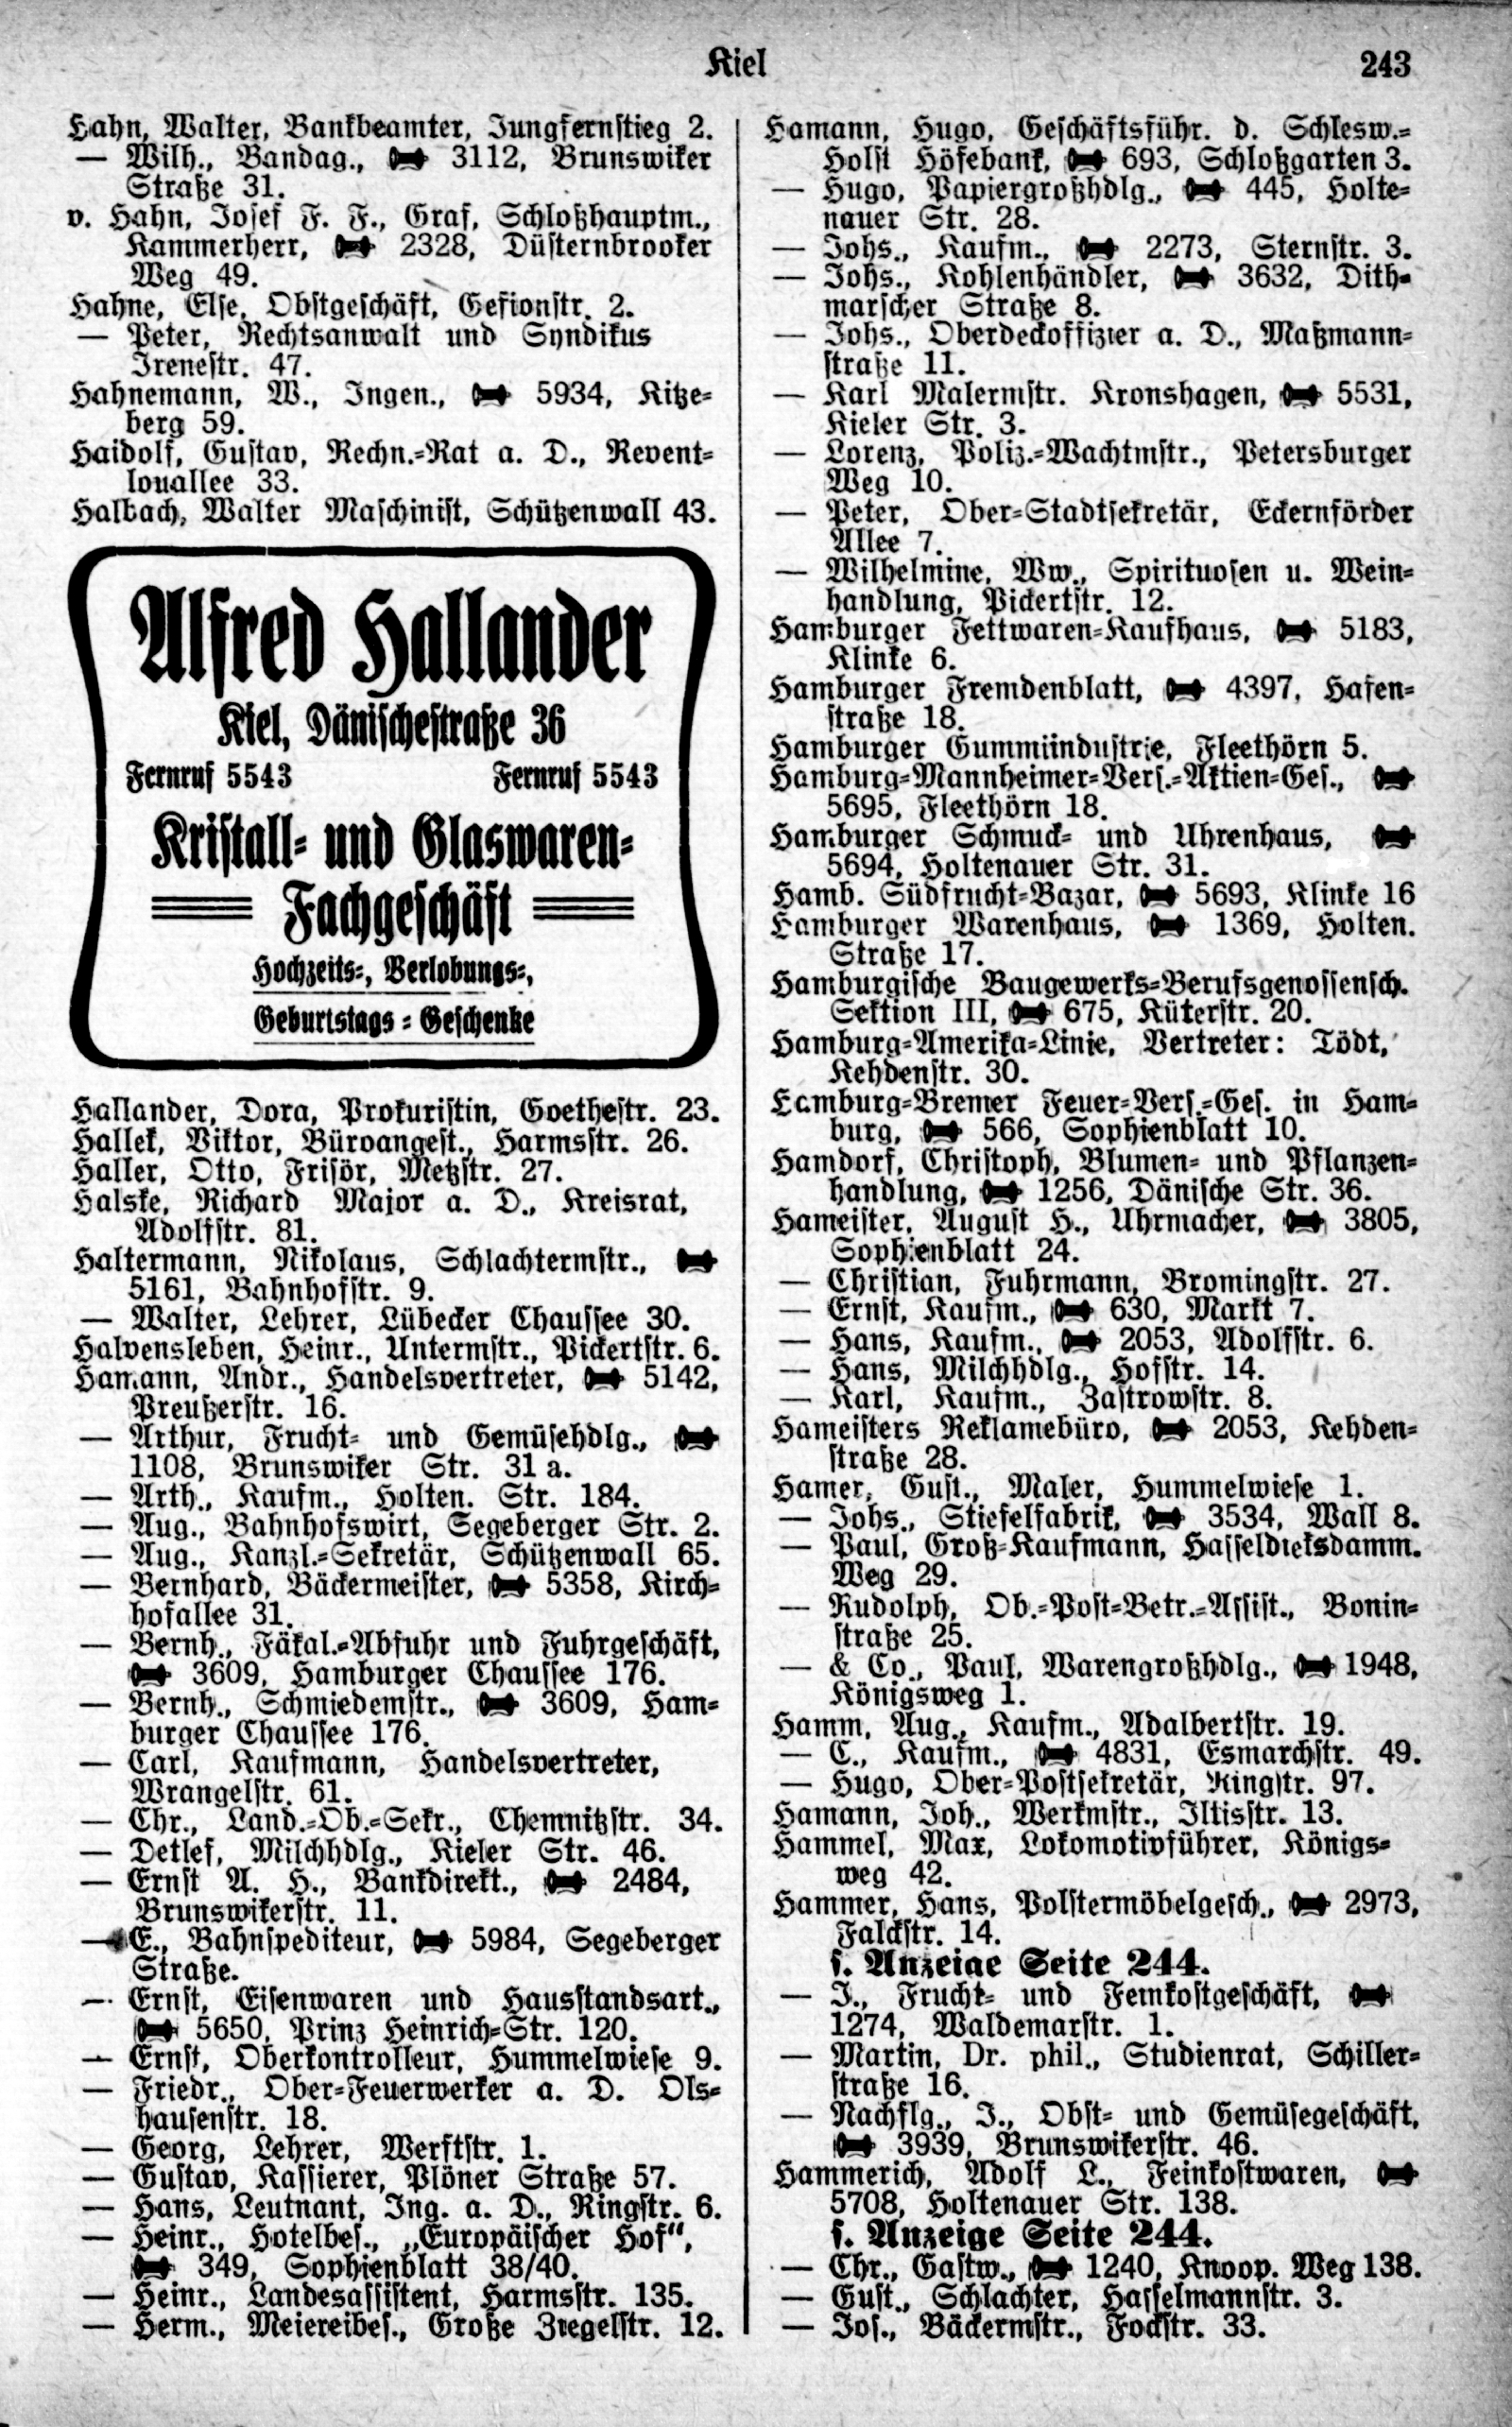 Kiel
243
Hahn, Walter, Bankbeamter, Jungfernstieg 2.
— Wilh., Bandag., 3112, Brunswiker
Straße 31.
v. Hahn, Josef F. F., Graf, Schloßhauptm.,
Kammerherr, 2328, Düsternbrooker
Weg 49.
Hahne, Else, Obstgeschäft, Gefionstr. 2.
— Peter, Rechtsanwalt und Syndikus
Irenestr. 47.
Hahnemann, W., Ingen., 5934, Kitze-
berg 59.
Haidolf, Gustav, Rechn.-Rat a. D., Revent-
louallee 33.
Halbach, Walter Maschinist, Schützenwall 43.
Alfred Hallander
Kiel, Dänischestraße 36
Fernruf 5543 Fernruf 5543
Kristall- und Glaswaren-
Fachgeschäft
Hochzeits-, Verlobungs-,
Geburtstags-Geschenke
Hallander, Dora, Prokuristin, Goethestr. 23.
Hallek, Viktor, Büroangest., Harmsstr. 26.
Haller, Otto, Frisör, Metzstr. 27.
Halske, Richard Major a. D., Kreisrat,
Adolfstr. 81.
Haltermann, Nikolaus, Schlachtermstr.,
5161, Bahnhofstr. 9.
— Walter, Lehrer, Lübecker Chaussee 30.
Halvensleben, Heinr., Untermstr., Pickertstr. 6.
Hamann, Andr., Handelsvertreter, 5142,
Preußerstr. 16.
— Arthur, Frucht- und Gemüsehdlg.,
1108, Brunswiker Str. 31 a.
— Arth., Kaufm., Holten. Str. 184.
— Aug., Bahnhofswirt, Segeberger Str. 2.
— Aug., Kanzl.-Sekretär, Schützenwall 65.
— Bernhard, Bäckermeister, 5358, Kirch-
hofallee 31.
— Bernh., Fäkal.-Abfuhr und Fuhrgeschäft,
3609, Hamburger Chaussee 176.
— Bernh., Schmiedemstr., 3609, Ham-
burger Chaussee 176.
— Carl, Kaufmann, Handelsvertreter,
Wrangelstr. 61.
— Chr., Land.-Ob.-Sekr., Chemnitzstr. 34.
— Detlef, Milchhdlg., Kieler Str. 46.
— Ernst A. H., Bankdirekt., 2484,
Brunswikerstr. 11.
— E., Bahnspediteur, 5984, Segeberger
Straße.
— Ernst, Eisenwaren und Hausstandsart.,
5650, Prinz Heinrich-Str. 120.
— Ernst, Oberkontrolleur, Hummelwiese 9.
— Friedr., Ober-Feuerwerker a. D. Ols-
hausenstr. 18.
— Georg, Lehrer, Werftstr. 1.
— Gustav, Kassierer, Plöner Straße 57.
— Hans, Leutnant, Ing. a. D., Ringstr. 6.
— Heinr., Hotelbes., „Europäischer Hof“,
349, Sophienblatt 38/40.
— Heinr., Landesassistent, Harmsstr. 135.
— Herm., Meiereibes., Große Ziegelstr. 12.
Hamann, Hugo, Geschäftsführ. d. Schlesw.-
Holst Höfebank, 693, Schloßgarten 3.
— Hugo, Papiergroßhdlg., 445, Holte-
nauer Str. 28.
— Johs., Kaufm., 2273, Sternstr. 3.
— Johs., Kohlenhändler, 3632, Dith-
marscher Straße 8.
— Johs., Oberdeckoffizier a. D., Maßmann-
straße 11.
— Karl Malermstr. Kronshagen, 5531,
Kieler Str. 3.
— Lorenz, Poliz.-Wachtmstr., Petersburger
Weg 10.
— Peter, Ober-Stadtsekretär, Eckernförder
Allee 7.
— Wilhelmine, Ww., Spirituosen u. Wein-
handlung, Pickertstr. 12.
Hamburger Fettwaren-Kaufhaus, 5183,
Klinke 6.
Hamburger Fremdenblatt, 4397, Hafen-
straße 18.
Hamburger Gummiindustrie, Fleethörn 5.
Hamburg-Mannheimer-Vers.-Aktien-Ges.,
5695, Fleethörn 18.
Hamburger Schmuck- und Uhrenhaus,
5694, Holtenauer Str. 31.
Hamb. Südfrucht-Bazar, 5693, Klinke 16
Hamburger Warenhaus, 1369, Holten.
Straße 17.
Hamburgische Baugewerks-Berufsgenossensch.
Sektion III, 675, Küterstr. 20.
Hamburg-Amerika-Linie, Vertreter: Tödt,
Kehdenstr. 30.
Hamburg-Bremer Feuer-Vers.-Ges. in Ham-
burg, 566, Sophienblatt 10.
Hamdorf, Christoph, Blumen- und Pflanzen-
handlung, 1256, Dänische Str. 36.
Hameister, August H., Uhrmacher, 3805,
Sophienblatt 24.
— Christian, Fuhrmann, Bromingstr. 27.
— Ernst, Kaufm., 630, Markt 7.
— Hans, Kaufm., 2053, Adolfstr. 6.
— Hans, Milchhdlg., Hofstr. 14.
— Karl, Kaufm., Zastrowstr. 8.
Hameisters Reklamebüro, 2053, Kehden-
straße 28.
Hamer, Gust., Maler, Hummelwiese 1.
— Johs., Stiefelfabrik, 3534, Wall 8.
— Paul, Groß-Kaufmann, Hasseldieksdamm.
Weg 29.
— Rudolph, Ob.-Post-Betr.-Assist., Bonin-
straße 25.
— & Co., Paul, Warengroßhdlg., 1948,
Königsweg 1.
Hamm, Aug., Kaufm., Adalbertstr. 19.
— C., Kaufm., 4831, Esmarchstr. 49.
— Hugo, Ober-Postsekretär, Ringstr. 97.
Hamann, Joh., Werkmstr., Iltisstr. 13.
Hammel, Max, Lokomotivführer, Königs-
weg 42.
Hammer, Hans, Polstermöbelgesch., 2973,
Falckstr. 14.
s. Anzeige Seite 244.
— J., Frucht- und Feinkostgeschäft,
1274, Waldemarstr. 1.
— Martin, Dr. phil., Studienrat, Schiller-
straße 16.
— Nachflg., J., Obst- und Gemüsegeschäft,
3939, Brunswikerstr. 46.
Hammerich, Adolf L., Feinkostwaren,
5708, Holtenauer Str. 138.
s. Anzeige Seite 244.
— Chr., Gastw., 1240, Knoop. Weg 138.
— Gust., Schlachter, Hasselmannstr. 3.
— Jos., Bäckermstr., Fockstr. 33.